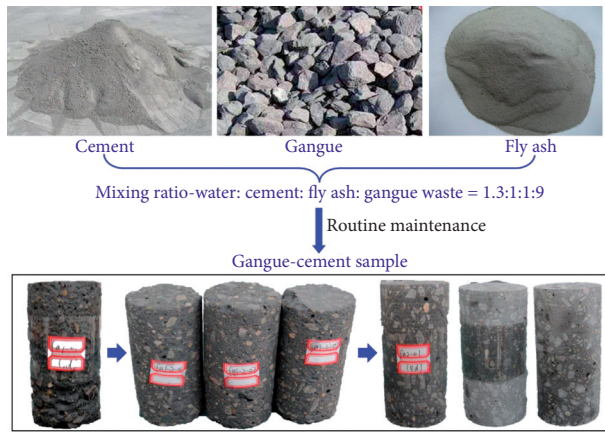 Cement
Gangue
Fly ash
Mixing ratio-water: cement: fly ash: gangue waste = 1.3:1:1:9
Routine maintenance
Gangue-cement sample